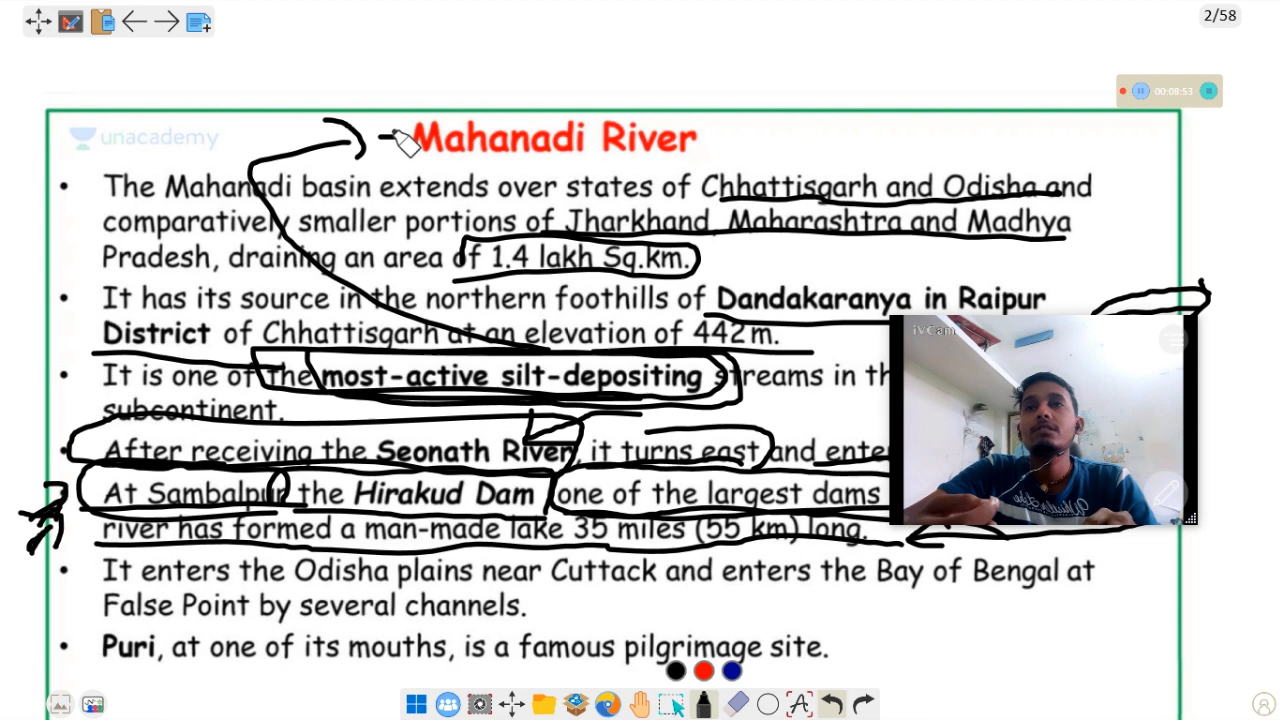 2/58
00:08:53
unacademy
Mahanadi River
• The Mahanadi basin extends over states of Chhattisgarh and Odisha and
comparatively smaller portions of Jharkhand, Maharashtra and Madhya
Pradesh, draining an area of 1.4 lakh Sq.km.
• It has its source in the northern foothills of Dandakaranya in Raipur
District of Chhattisgarh at an elevation of 442 m.
iVCam
• It is one of the most-active silt-depositing streams in th
subcontinent.
• After receiving the Seonath River, it turns east and enter
At Sambalpur the Hirakud Dam one of the largest dams
river has formed a man-made lake 35 miles (55 km) long.
• It enters the Odisha plains near Cuttack and enters the Bay of Bengal at
False Point by several channels.
• Puri, at one of its mouths, is a famous pilgrimage site.